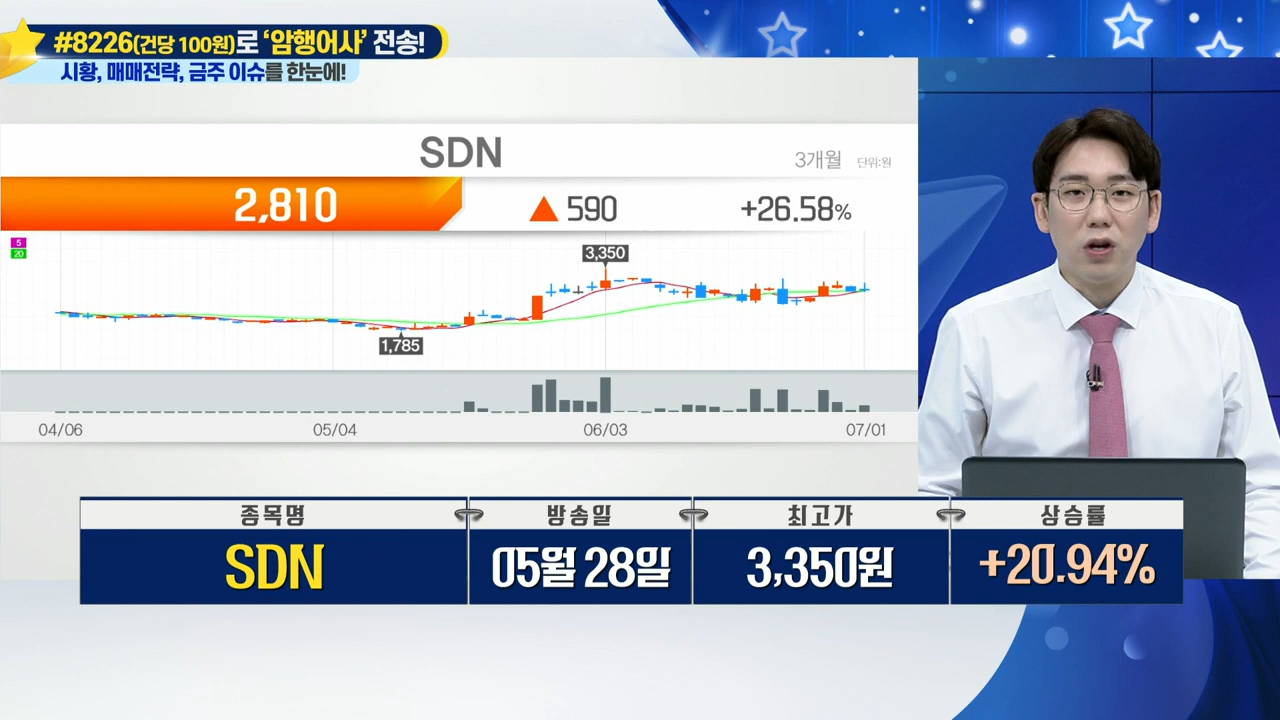 #8226(건당 100원)로 '암행어사' 전송!
시황, 매매전략, 금주 이슈를 한눈에!
SDN
3개월 단위:원
2,810 ▲ 590 +26.58%
5
20
3,350
1,785
04/06 05/04 06/03 07/01
종목명 방송일 최고가 상승률
SDN 05월 28일 3,350원 +20.94%